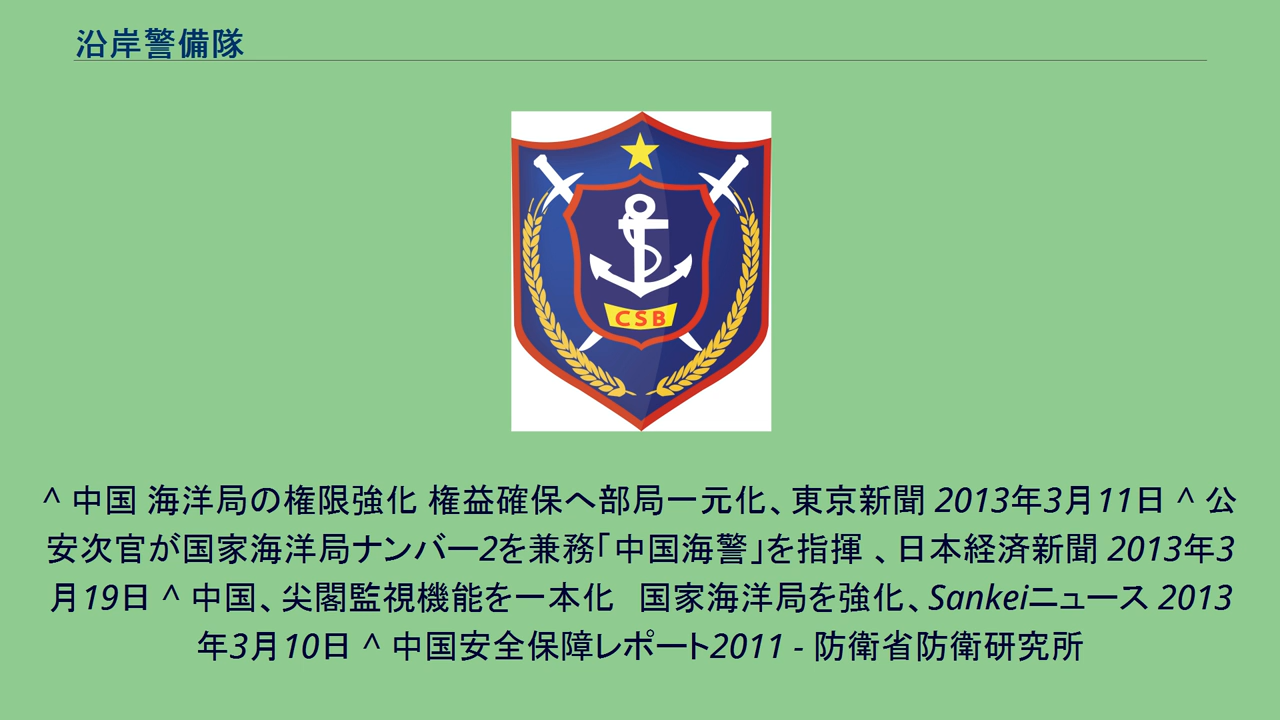 沿岸警備隊
CSB
^ 中国 海洋局の権限強化 権益確保へ部局一元化、東京新聞 2013年3月11日 ^ 公
安次官が国家海洋局ナンバー2を兼務「中国海警」を指揮 、日本経済新聞 2013年3
月19日 ^ 中国、尖閣監視機能を一本化　国家海洋局を強化、Sankeiニュース 2013
年3月10日 ^ 中国安全保障レポート2011 - 防衛省防衛研究所